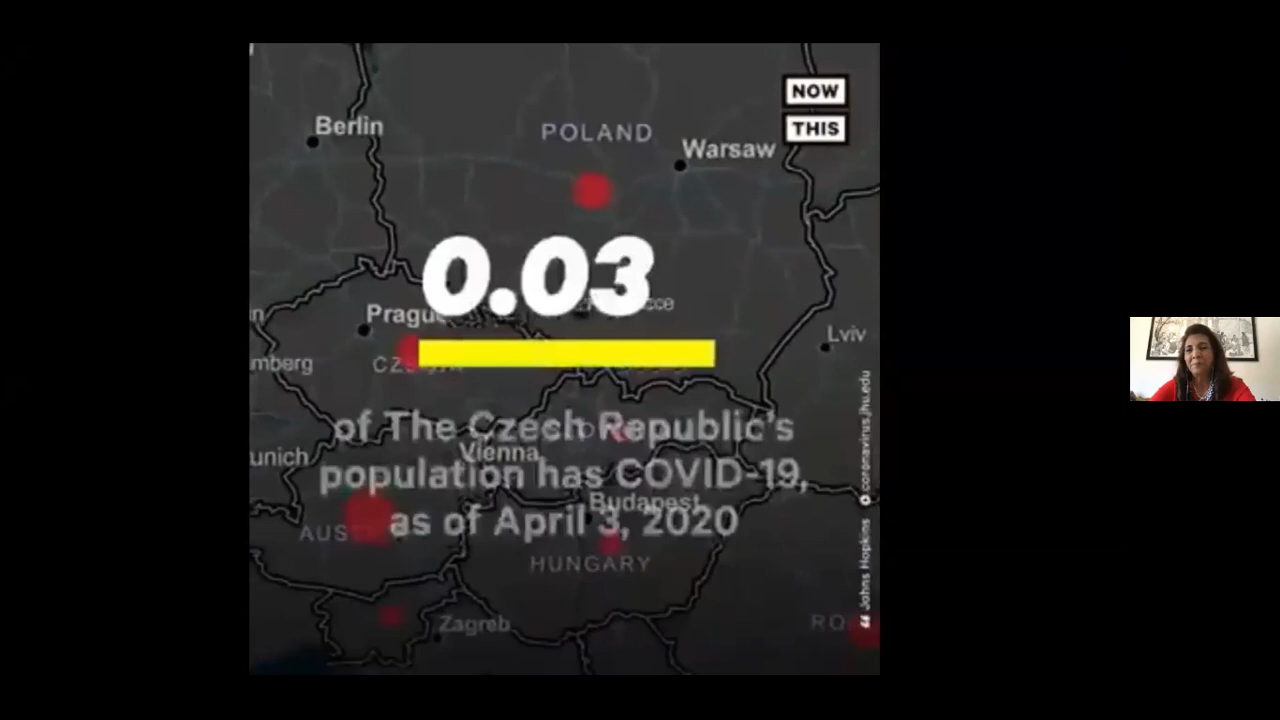 NOW
THIS
Berlin
POLAND
Warsaw
0.03
Prague
Lviv
of The Czech Republic's
Vienna
population has COVID-19,
Budapest
as of April 3, 2020
HUNGARY
Zagreb
Johns Hopkins
coronavirus.jhu.edu